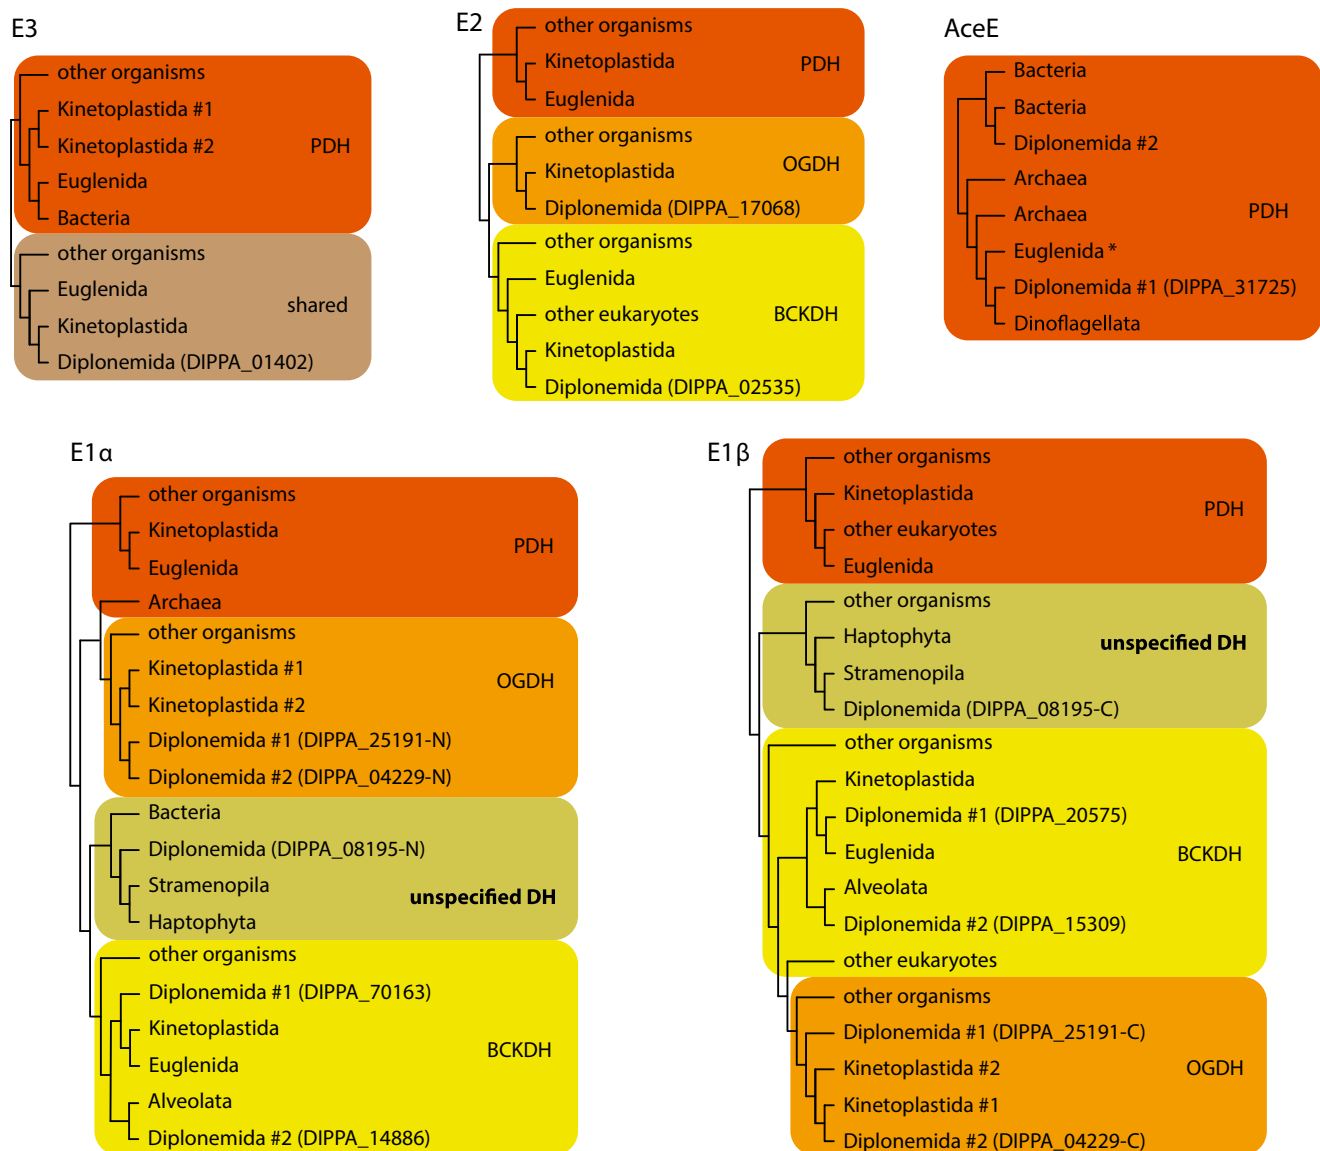 E3
other organisms
Kinetoplastida #1
Kinetoplastida #2
PDH
Euglenida
Bacteria
other organisms
Euglenida
shared
Kinetoplastida
Diplonemida (DIPPA_01402)
E2
other organisms
Kinetoplastida
PDH
Euglenida
other organisms
OGDH
Kinetoplastida
Diplonemida (DIPPA_17068)
other organisms
Euglenida
other eukaryotes
BCKDH
Kinetoplastida
Diplonemida (DIPPA_02535)
AceE
Bacteria
Bacteria
Diplonemida #2
Archaea
Archaea
PDH
Euglenida *
Diplonemida #1 (DIPPA_31725)
Dinoflagellata
E1α
other organisms
Kinetoplastida
PDH
Euglenida
Archaea
other organisms
Kinetoplastida #1
OGDH
Kinetoplastida #2
Diplonemida #1 (DIPPA_25191-N)
Diplonemida #2 (DIPPA_04229-N)
Bacteria
Diplonemida (DIPPA_08195-N)
Stramenopila
unspecified DH
Haptophyta
other organisms
Diplonemida #1 (DIPPA_70163)
Kinetoplastida
BCKDH
Euglenida
Alveolata
Diplonemida #2 (DIPPA_14886)
E1β
other organisms
Kinetoplastida
PDH
other eukaryotes
Euglenida
other organisms
Haptophyta
unspecified DH
Stramenopila
Diplonemida (DIPPA_08195-C)
other organisms
Kinetoplastida
Diplonemida #1 (DIPPA_20575)
Euglenida
BCKDH
Alveolata
Diplonemida #2 (DIPPA_15309)
other eukaryotes
other organisms
Diplonemida #1 (DIPPA_25191-C)
Kinetoplastida #2
OGDH
Kinetoplastida #1
Diplonemida #2 (DIPPA_04229-C)